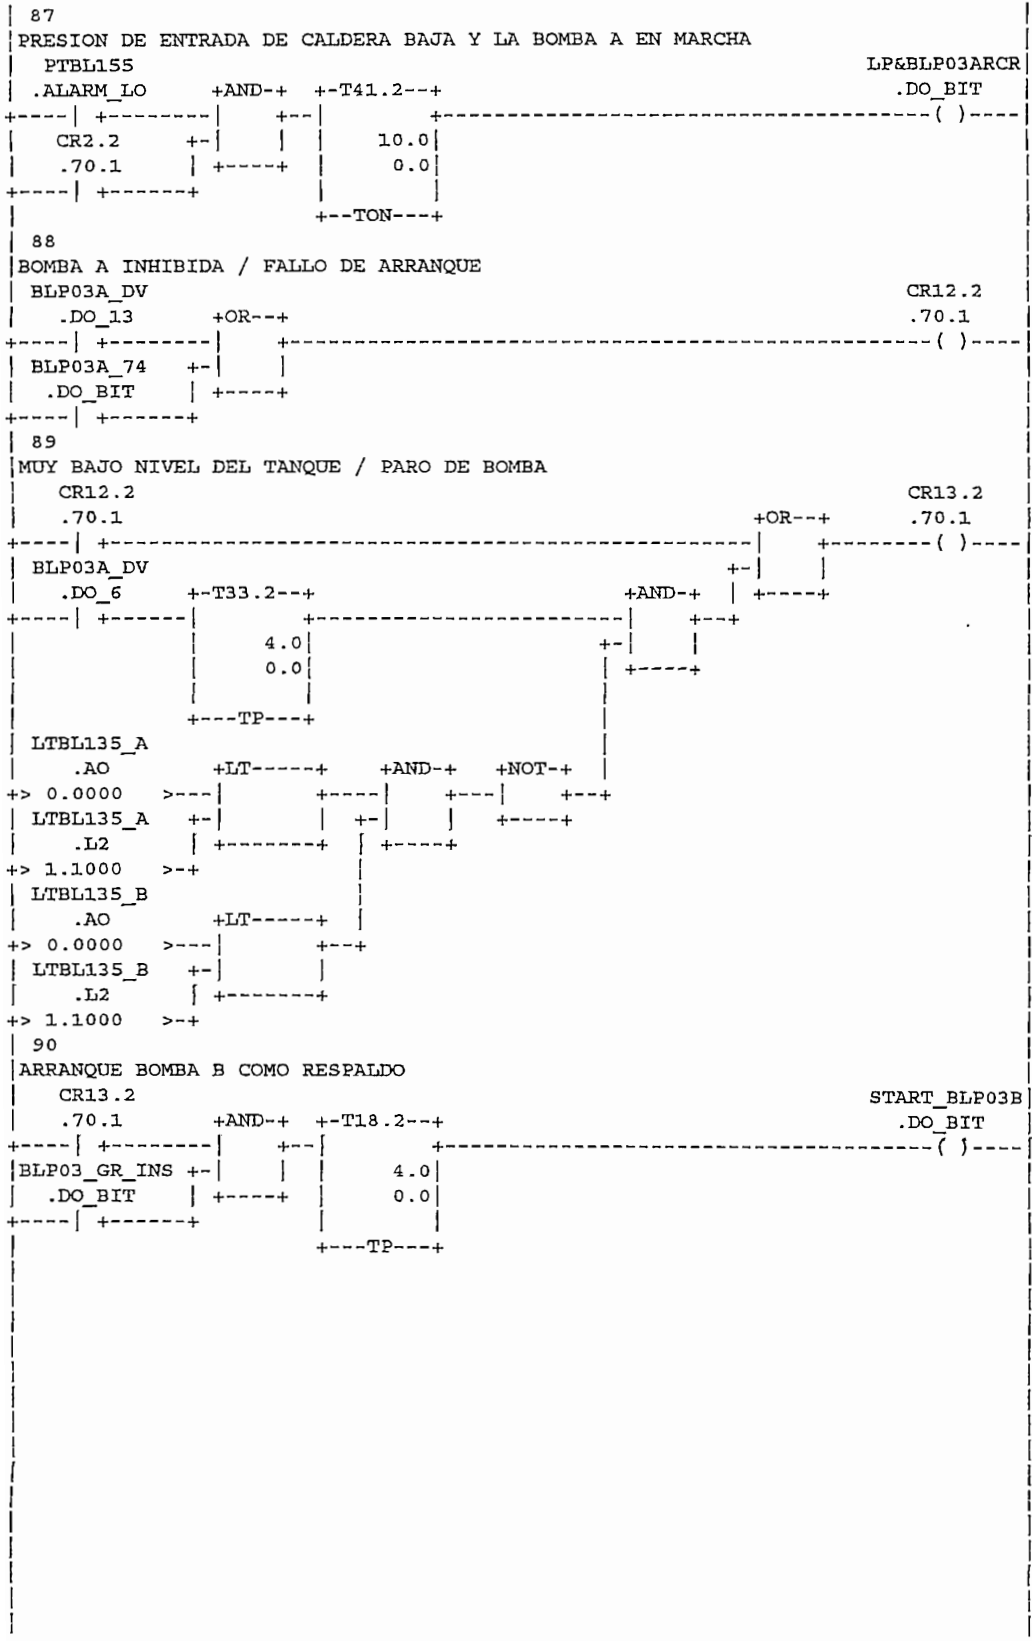 87
PRESION DE ENTRADA DE CALDERA BAJA Y LA BOMBA A EN MARCHA
PTBL155 LP&BLP03ARCR
.ALARM_LO +AND-+ +-T41.2--+ .DO_BIT
( )
CR2.2 10.0
.70.1 0.0
+--TON---+
88
BOMBA A INHIBIDA / FALLO DE ARRANQUE
BLP03A_DV CR12.2
.DO_13 +OR--+ .70.1
( )
BLP03A_74
.DO_BIT
89
MUY BAJO NIVEL DEL TANQUE / PARO DE BOMBA
CR12.2 CR13.2
.70.1 +OR--+ .70.1
( )
BLP03A_DV
.DO_6 +-T33.2--+ +AND-+
4.0
0.0
+---TP---+
LTBL135_A
.AO +LT-----+ +AND-+ +NOT-+
+> 0.0000 >---
LTBL135_A
.L2
+> 1.1000 >-+
LTBL135_B
.AO +LT-----+
+> 0.0000 >---
LTBL135_B
.L2
+> 1.1000 >-+
90
ARRANQUE BOMBA B COMO RESPALDO
CR13.2 START_BLP03B
.70.1 +AND-+ +-T18.2--+ .DO_BIT
( )
BLP03_GR_INS 4.0
.DO_BIT 0.0
+---TP---+